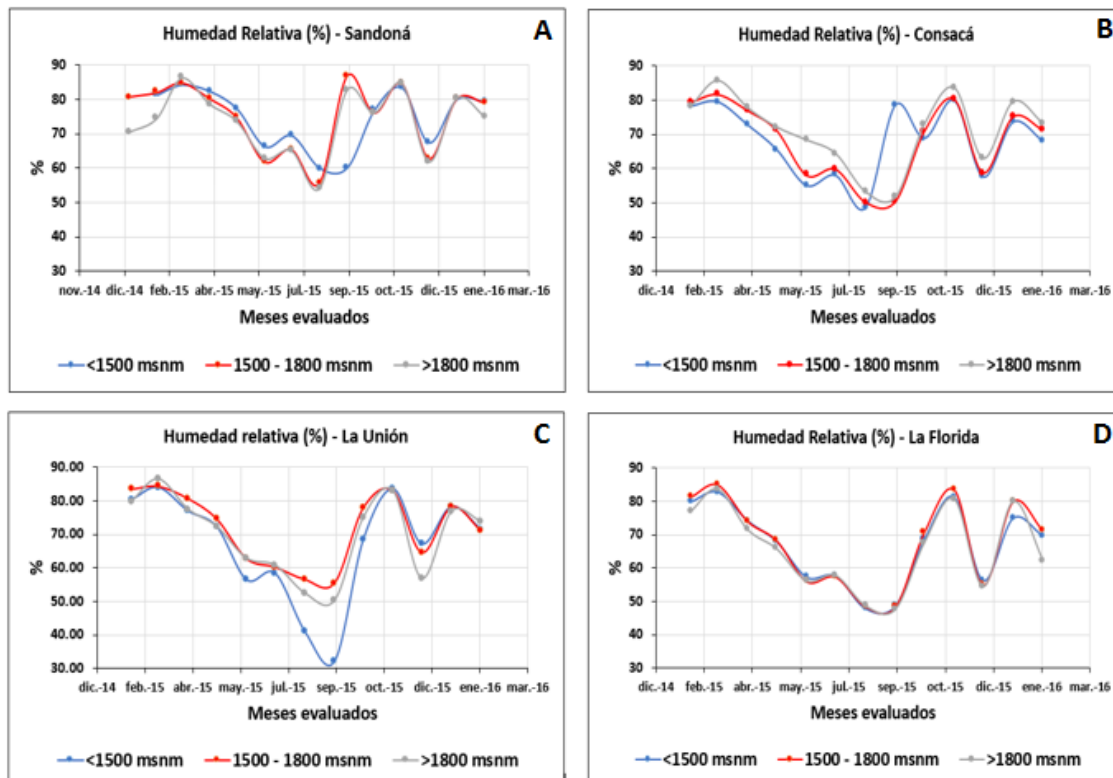 Humedad Relativa (%) - Sandoná
A
90
80
70
60
50
40
30
%
nov.-14 dic.-14 feb.-15 abr.-15 may.-15 jul.-15 sep.-15 oct.-15 dic.-15 ene.-16 mar.-16
Meses evaluados
<1500 msnm 1500 - 1800 msnm >1800 msnm
Humedad Relativa (%) - Consacá
B
90
80
70
60
50
40
30
%
dic.-14 feb.-15 abr.-15 may.-15 jul.-15 sep.-15 oct.-15 dic.-15 ene.-16 mar.-16
Meses evaluados
<1500 msnm 1500 - 1800 msnm >1800 msnm
Humedad relativa (%) - La Unión
C
90.00
80.00
70.00
60.00
50.00
40.00
30.00
%
dic.-14 feb.-15 abr.-15 may.-15 jul.-15 sep.-15 oct.-15 dic.-15 ene.-16 mar.-16
Meses evaluados
<1500 msnm 1500 - 1800 msnm >1800 msnm
Humedad Relativa (%) - La Florida
D
90
80
70
60
50
40
30
%
dic.-14 feb.-15 abr.-15 may.-15 jul.-15 sep.-15 oct.-15 dic.-15 ene.-16 mar.-16
Meses evaluados
<1500 msnm 1500 - 1800 msnm >1800 msnm